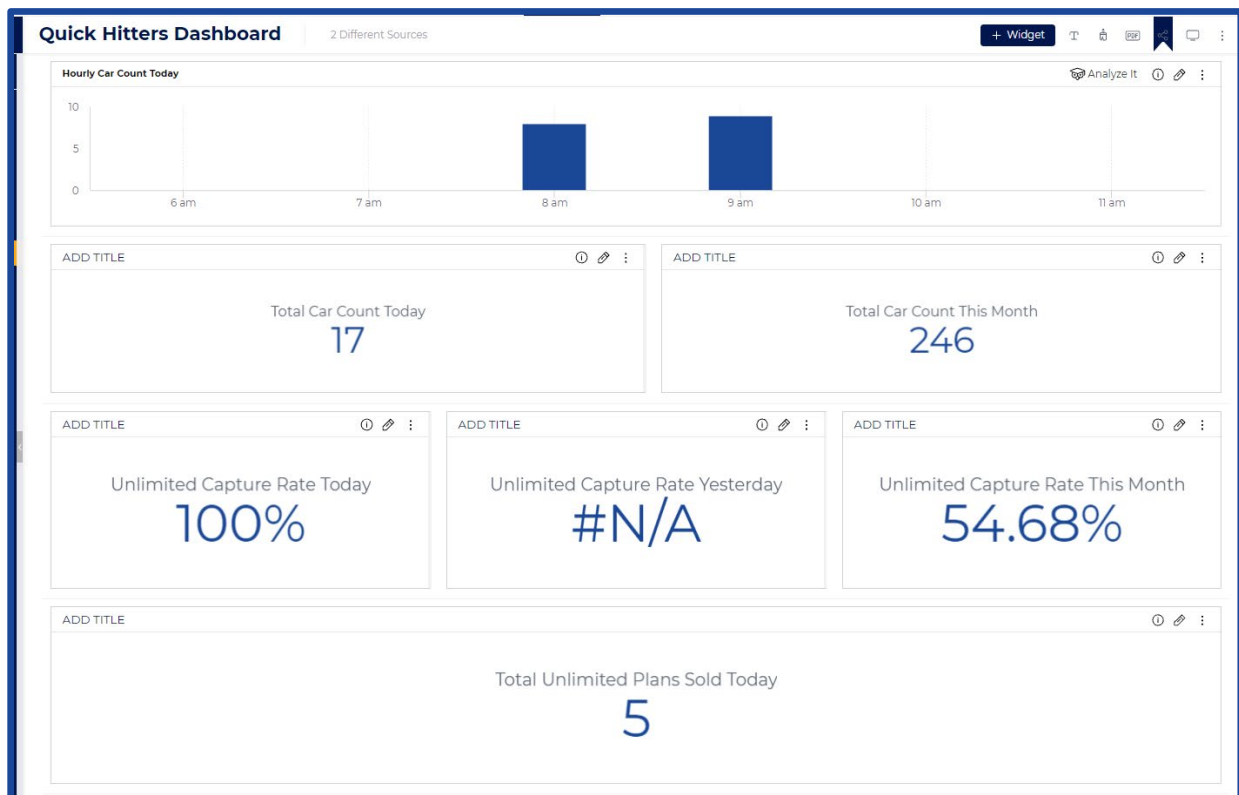 Quick Hitters Dashboard 2 Different Sources + Widget T PDF
Hourly Car Count Today Analyze It
10
5
0
6 am 7 am 8 am 9 am 10 am 11 am
ADD TITLE ADD TITLE
Total Car Count Today Total Car Count This Month
17 246
ADD TITLE ADD TITLE ADD TITLE
Unlimited Capture Rate Today Unlimited Capture Rate Yesterday Unlimited Capture Rate This Month
100% #N/A 54.68%
ADD TITLE
Total Unlimited Plans Sold Today
5